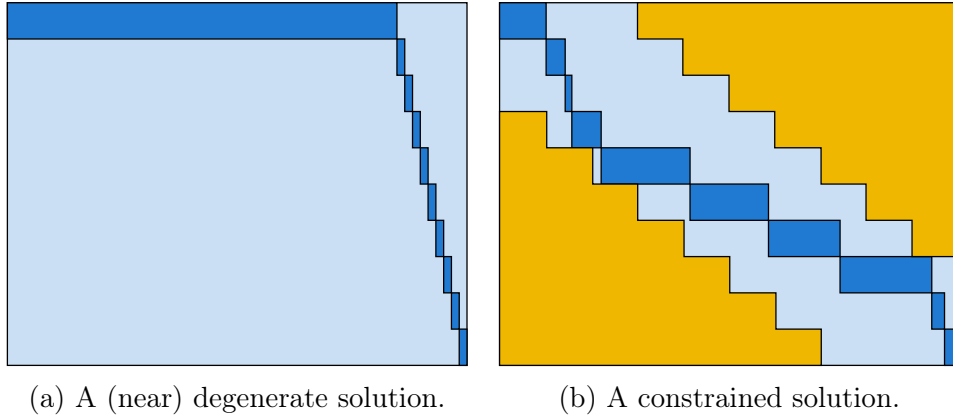 (a) A (near) degenerate solution.
(b) A constrained solution.